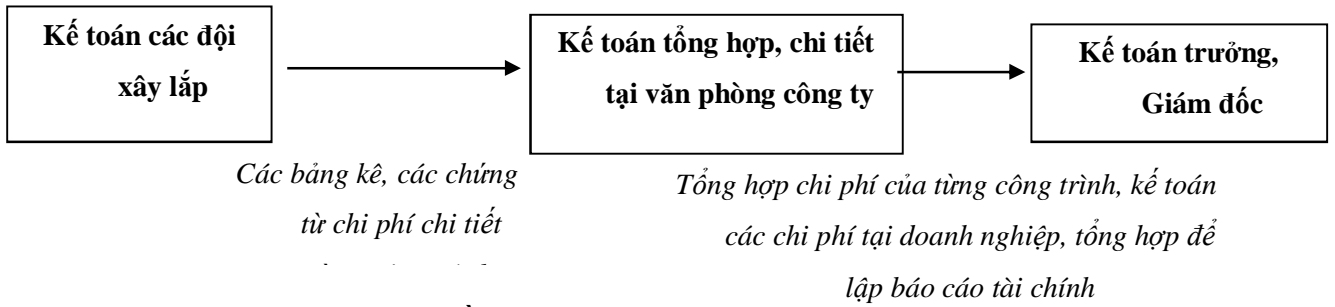 Kế toán các đội
xây lắp
Kế toán tổng hợp, chi tiết
tại văn phòng công ty
Kế toán trưởng,
Giám đốc
Các bảng kê, các chứng
từ chi phí chi tiết
Tổng hợp chi phí của từng công trình, kế toán
các chi phí tại doanh nghiệp, tổng hợp để
lập báo cáo tài chính